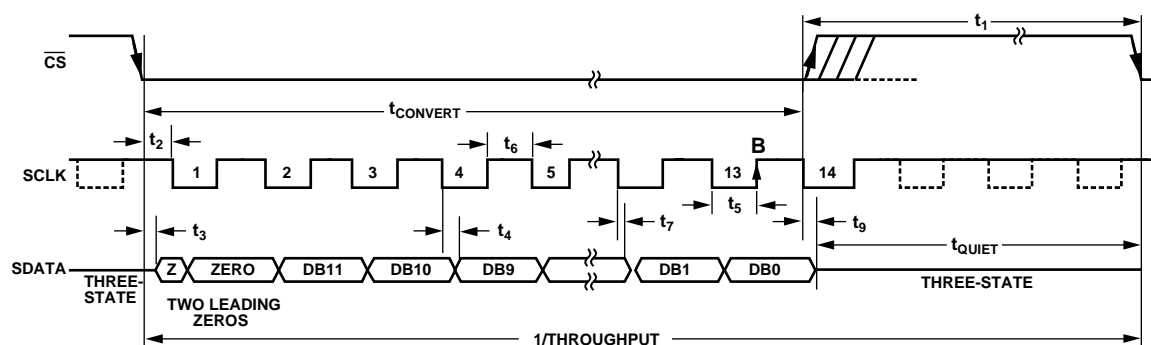 t1
CS
tCONVERT
t2
t6
B
SCLK
1
2
3
4
5
13
14
t3
t4
t7
t5
t9
tQUIET
SDATA
Z
ZERO
DB11
DB10
DB9
DB1
DB0
THREE-
STATE
THREE-STATE
TWO LEADING
ZEROS
1/THROUGHPUT